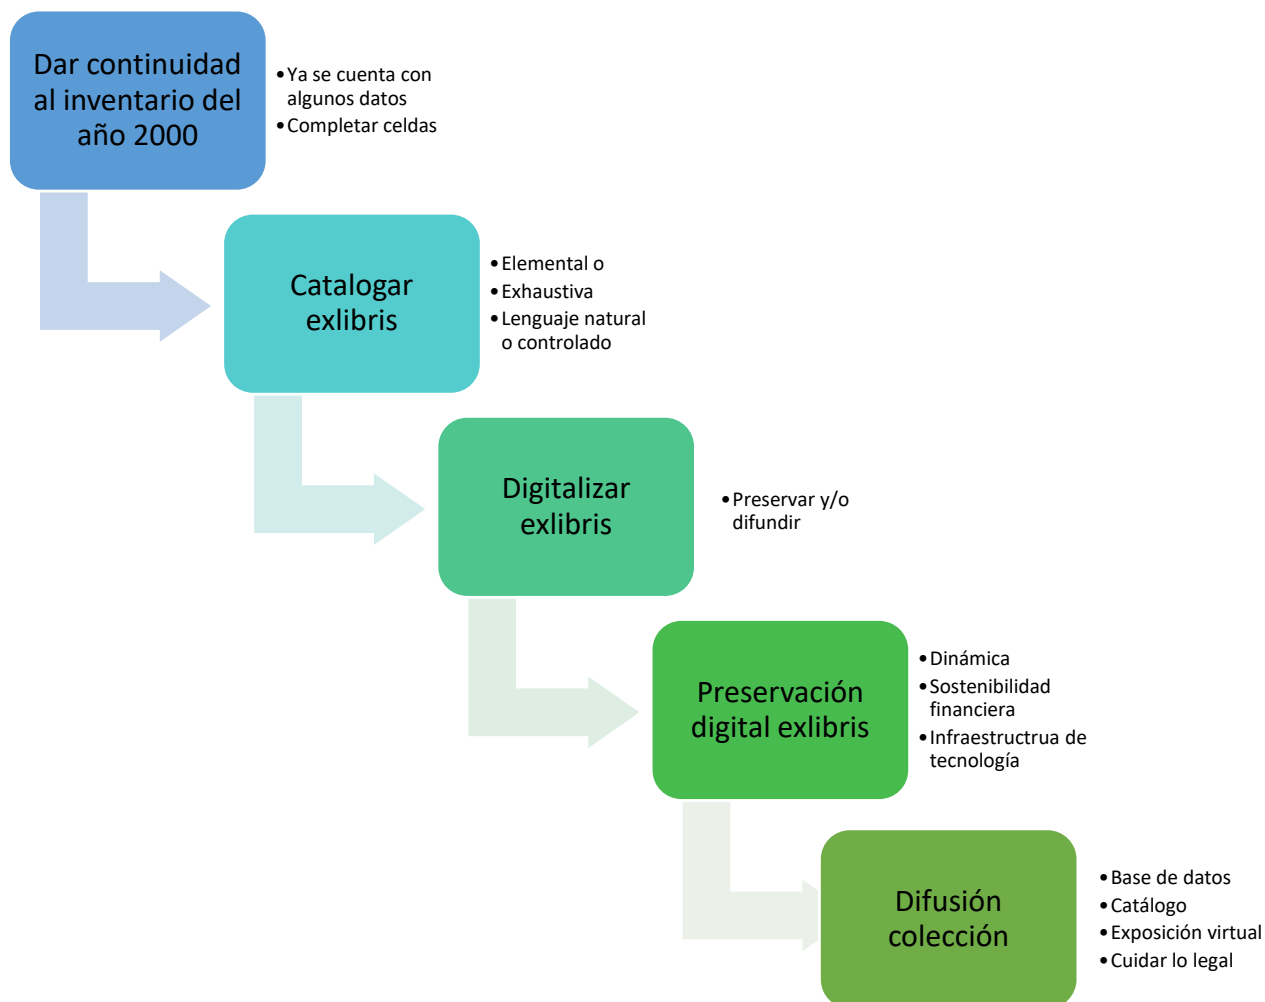 Dar continuidad
al inventario del
año 2000
•Ya se cuenta con
algunos datos
•Completar celdas
Catalogar
exlibris
•Elemental o
•Exhaustiva
•Lenguaje natural
o controlado
Digitalizar
exlibris
•Preservar y/o
difundir
Preservación
digital exlibris
•Dinámica
•Sostenibilidad
financiera
•Infraestructrua de
tecnología
Difusión
colección
•Base de datos
•Catálogo
•Exposición virtual
•Cuidar lo legal